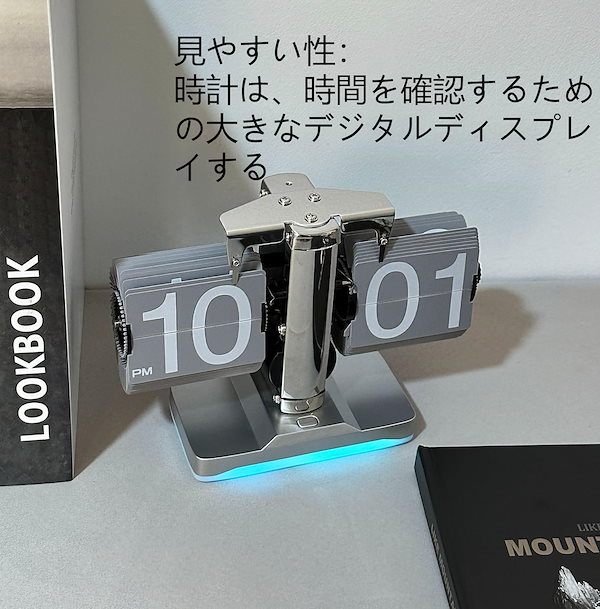 見やすい性:
時計は、時間を確認するため
の大きなデジタルディスプレ
イする
10
PM
01
LOOKBOOK
LIK
MOUNT